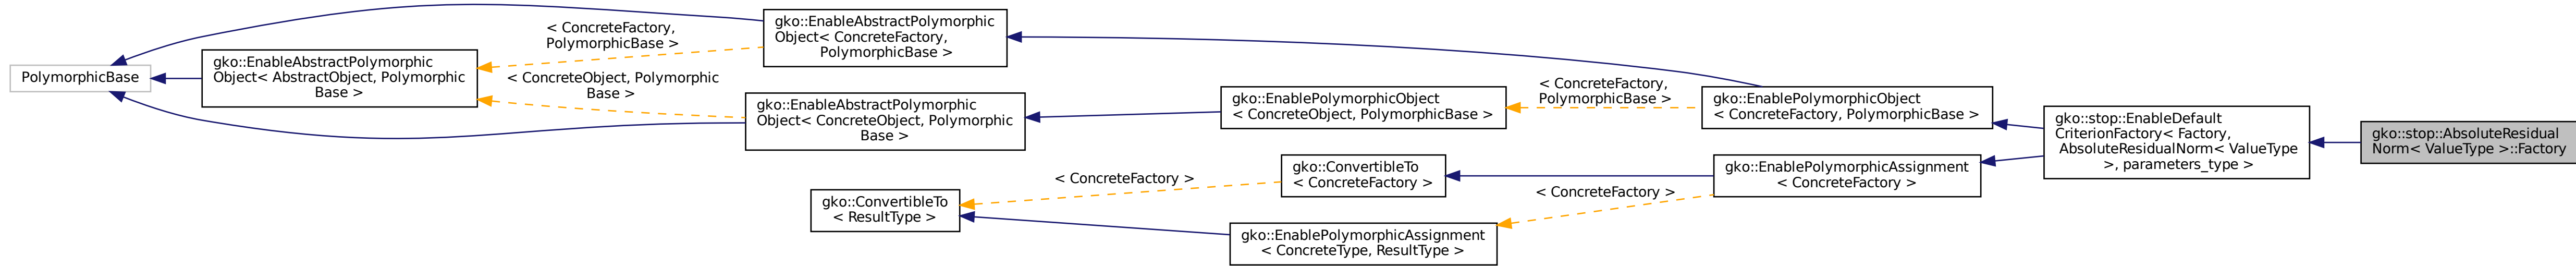 PolymorphicBase
gko::EnableAbstractPolymorphic
Object< AbstractObject, Polymorphic
Base >
< ConcreteFactory,
PolymorphicBase >
< ConcreteObject, Polymorphic
Base >
gko::EnableAbstractPolymorphic
Object< ConcreteFactory,
PolymorphicBase >
gko::EnableAbstractPolymorphic
Object< ConcreteObject, Polymorphic
Base >
gko::ConvertibleTo
< ResultType >
< ConcreteFactory >
gko::EnablePolymorphicObject
< ConcreteObject, PolymorphicBase >
gko::ConvertibleTo
< ConcreteFactory >
gko::EnablePolymorphicAssignment
< ConcreteType, ResultType >
< ConcreteFactory,
PolymorphicBase >
< ConcreteFactory >
gko::EnablePolymorphicObject
< ConcreteFactory, PolymorphicBase >
gko::EnablePolymorphicAssignment
< ConcreteFactory >
gko::stop::EnableDefault
CriterionFactory< Factory,
AbsoluteResidualNorm< ValueType
>, parameters_type >
gko::stop::AbsoluteResidual
Norm< ValueType >::Factory